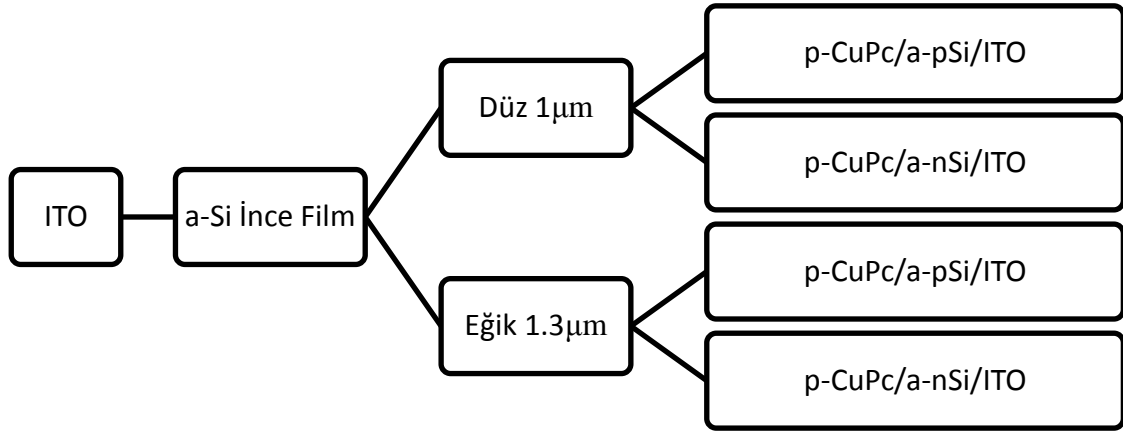 ITO
a-Si İnce Film
Düz 1μm
Eğik 1.3μm
p-CuPc/a-pSi/ITO
p-CuPc/a-nSi/ITO
p-CuPc/a-pSi/ITO
p-CuPc/a-nSi/ITO